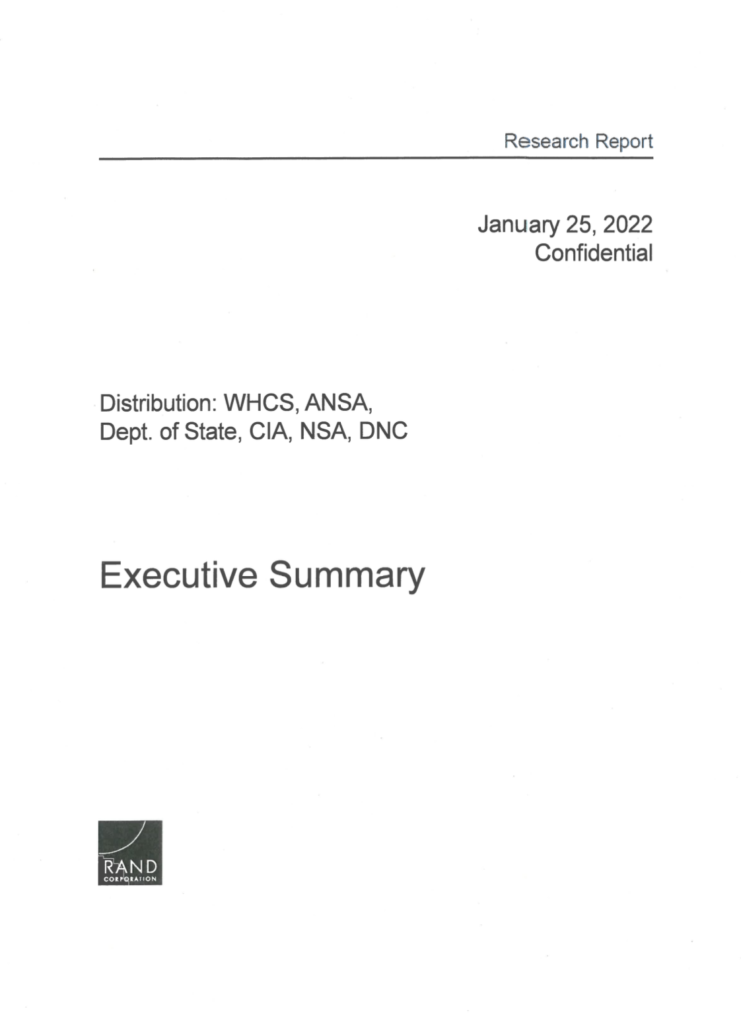 Research Report
January 25, 2022
Confidential
Distribution: WHCS, ANSA,
Dept. of State, CIA, NSA, DNC
Executive Summary
RAND
CORPORATION